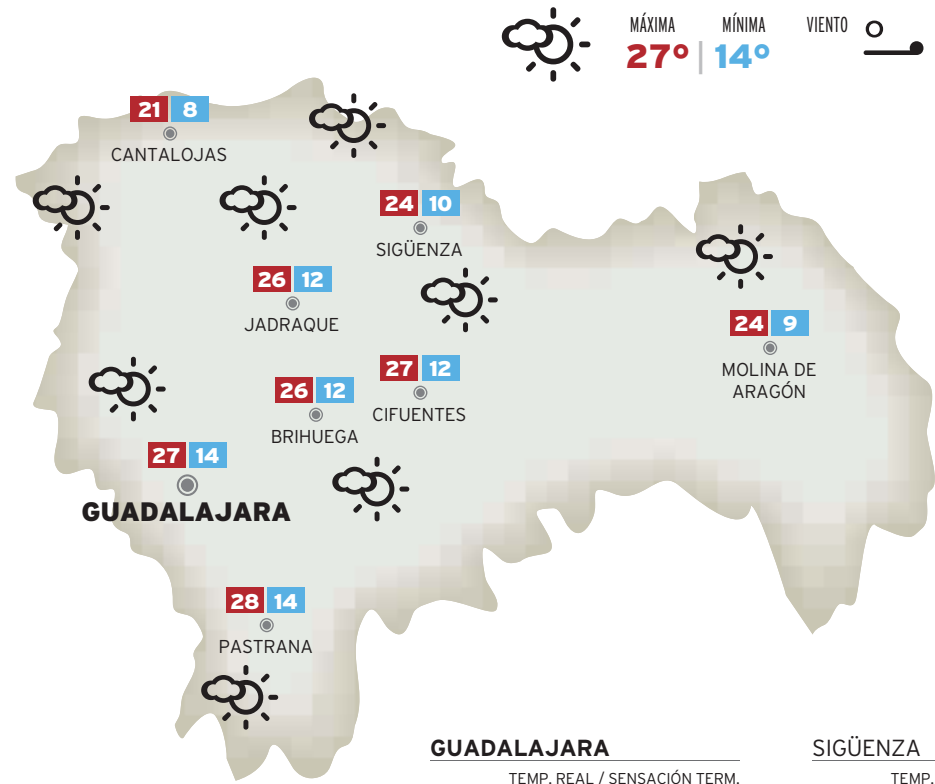 MÁXIMA MÍNIMA VIENTO
27° 14°
21 8
CANTALOJAS
24 10
SIGÜENZA
26 12
JADRAQUE
24 9
MOLINA DE
ARAGÓN
27 12
CIFUENTES
26 12
BRIHUEGA
27 14
GUADALAJARA
28 14
PASTRANA
GUADALAJARA
TEMP. REAL / SENSACIÓN TERM.
SIGÜENZA
TEMP.